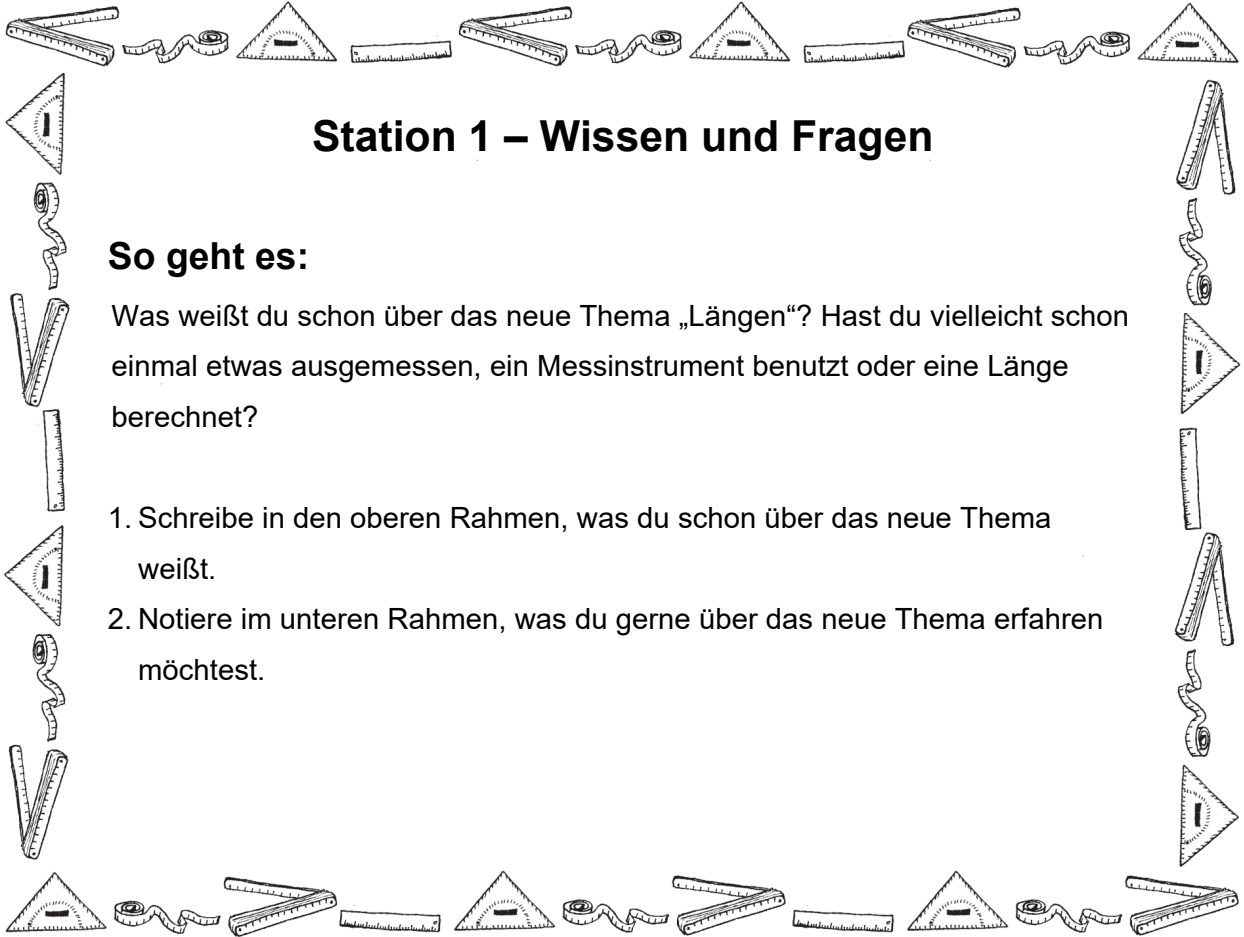 Station 1 – Wissen und Fragen
So geht es:
Was weißt du schon über das neue Thema „Längen“? Hast du vielleicht schon
einmal etwas ausgemessen, ein Messinstrument benutzt oder eine Länge
berechnet?
1. Schreibe in den oberen Rahmen, was du schon über das neue Thema
weißt.
2. Notiere im unteren Rahmen, was du gerne über das neue Thema erfahren
möchtest.